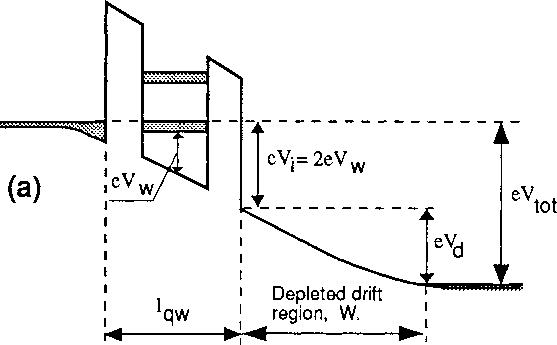 (a)
eV_w
eV_i = 2eV_w
eV_tot
eV_d
l_qw
Depleted drift
region, W.